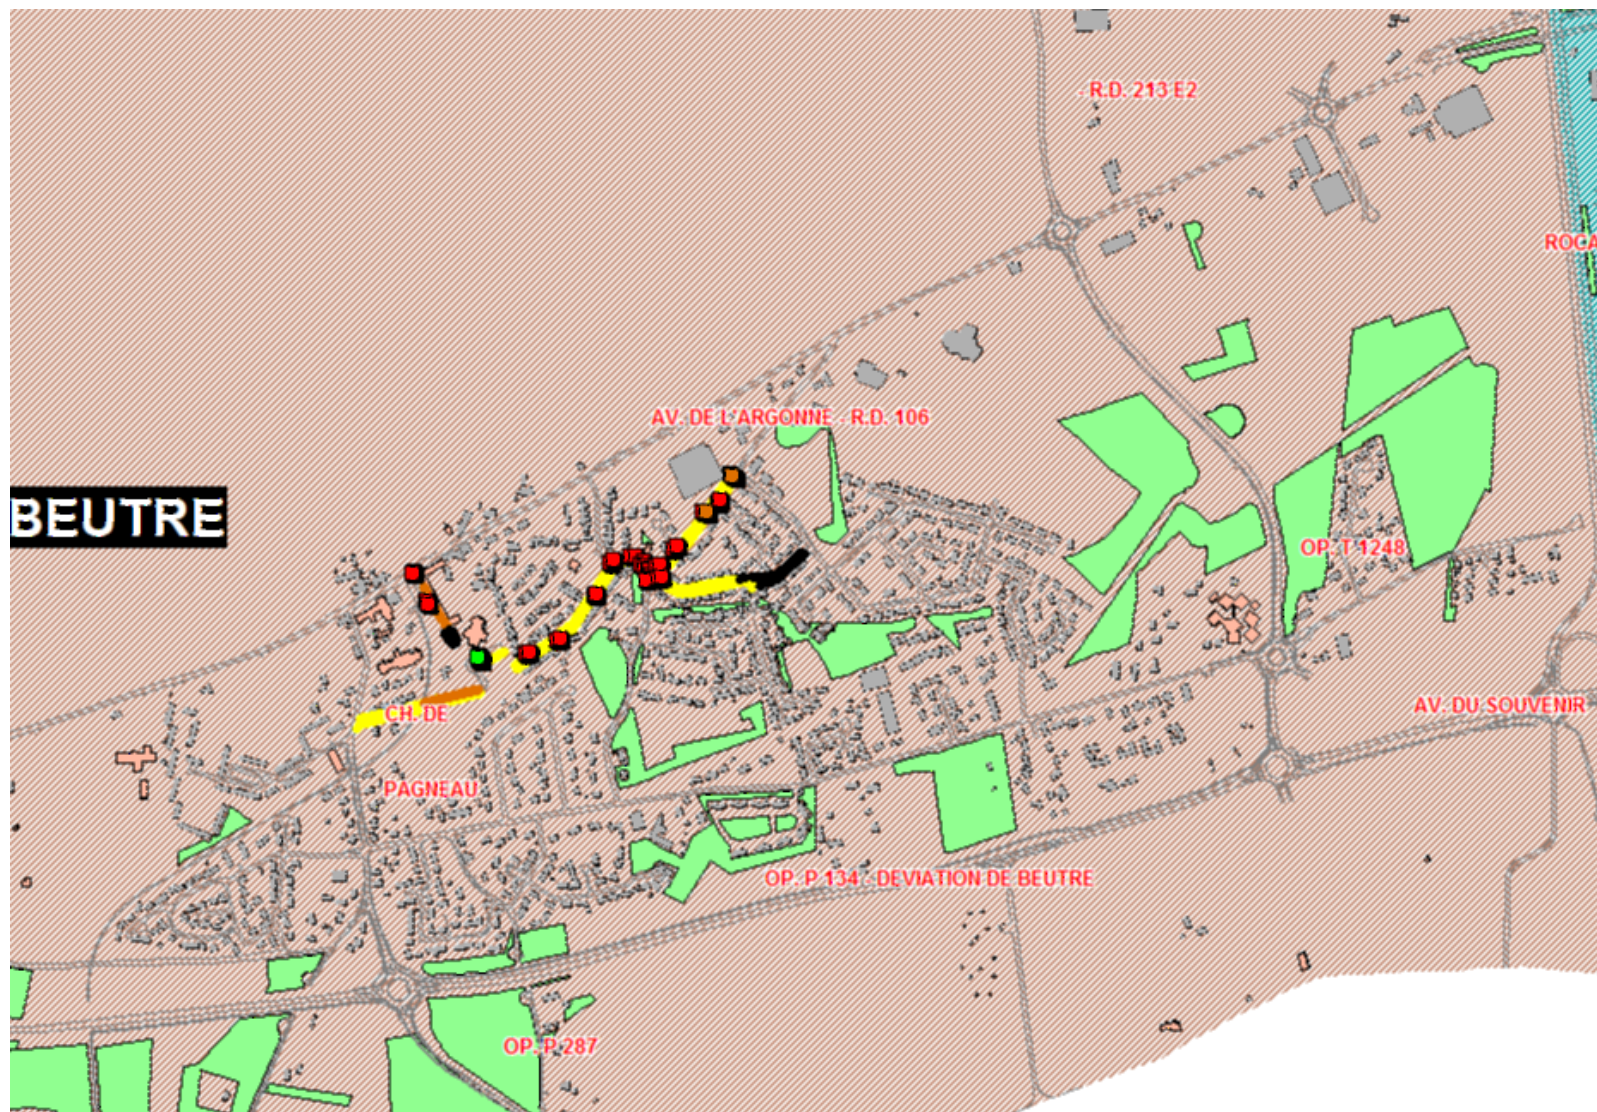 - R.D. 213 E2
ROCA
AV. DE L'ARGONNE - R.D. 106
BEUTRE
OP. T 1248
CH. DE
AV. DU SOUVENIR
PAGNEAU
OP. P 134 - DEVIATION DE BEUTRE
OP. P 287